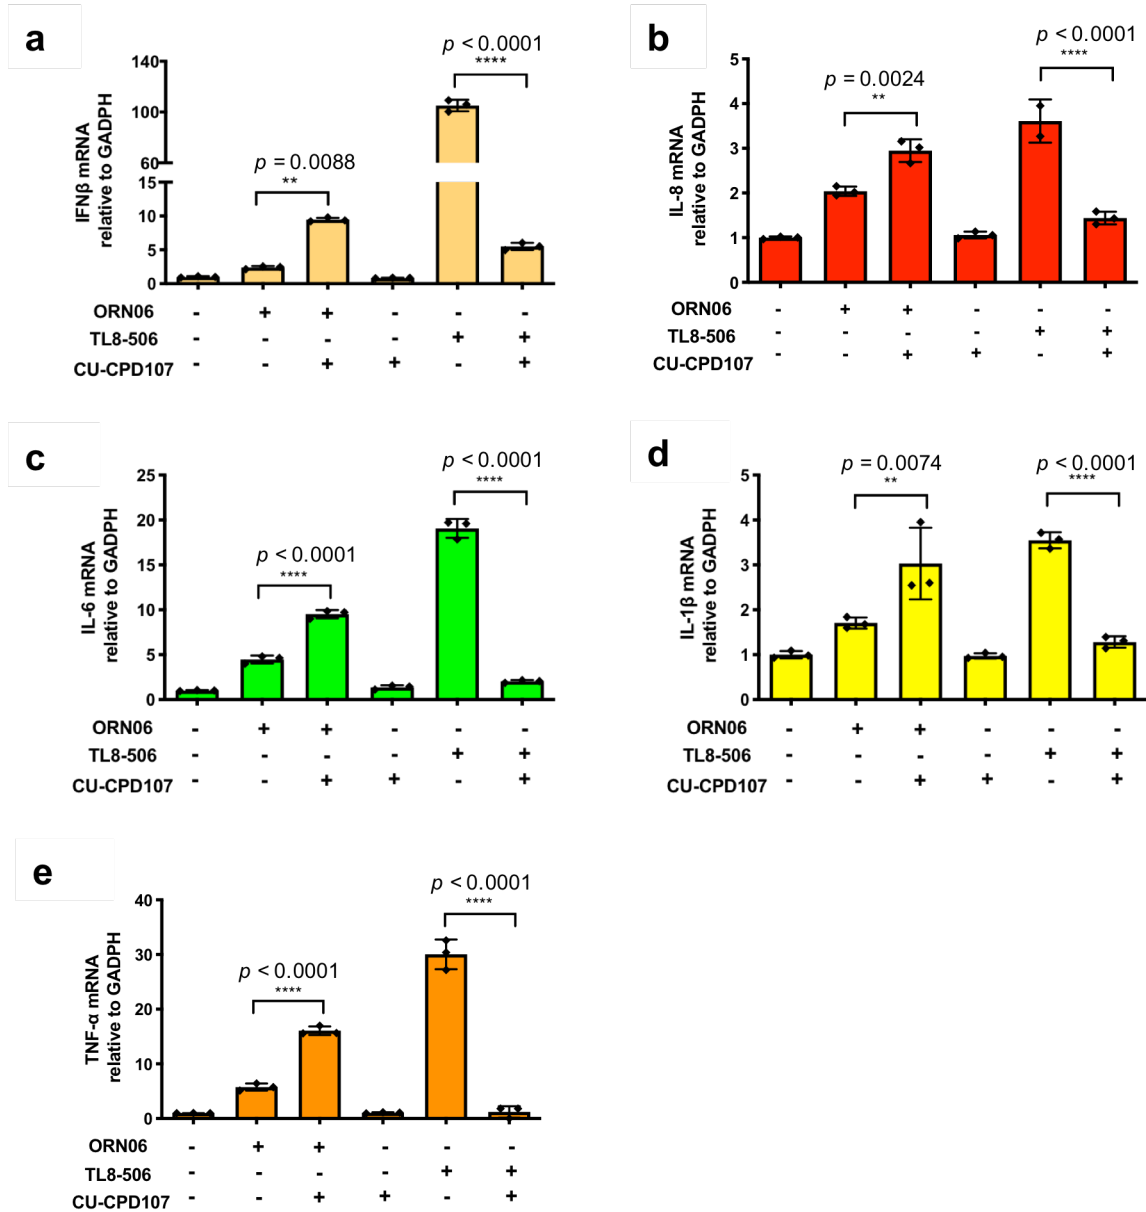 a
p < 0.0001
****
p = 0.0088
**
IFNβ mRNA
relative to GADPH
140
100
60
15
10
5
0
ORN06 - + + - - -
TL8-506 - - - - + +
CU-CPD107 - - + + - +
b
p < 0.0001
****
p = 0.0024
**
IL-8 mRNA
relative to GADPH
5
4
3
2
1
0
ORN06 - + + - - -
TL8-506 - - - - + +
CU-CPD107 - - + + - +
c
p < 0.0001
****
p < 0.0001
****
IL-6 mRNA
relative to GADPH
25
20
15
10
5
0
ORN06 - + + - - -
TL8-506 - - - - + +
CU-CPD107 - - + + - +
d
p = 0.0074
**
p < 0.0001
****
IL-1β mRNA
relative to GADPH
5
4
3
2
1
0
ORN06 - + + - - -
TL8-506 - - - - + +
CU-CPD107 - - + + - +
e
p < 0.0001
****
p < 0.0001
****
TNF-α mRNA
relative to GADPH
40
30
20
10
0
ORN06 - + + - - -
TL8-506 - - - - + +
CU-CPD107 - - + + - +